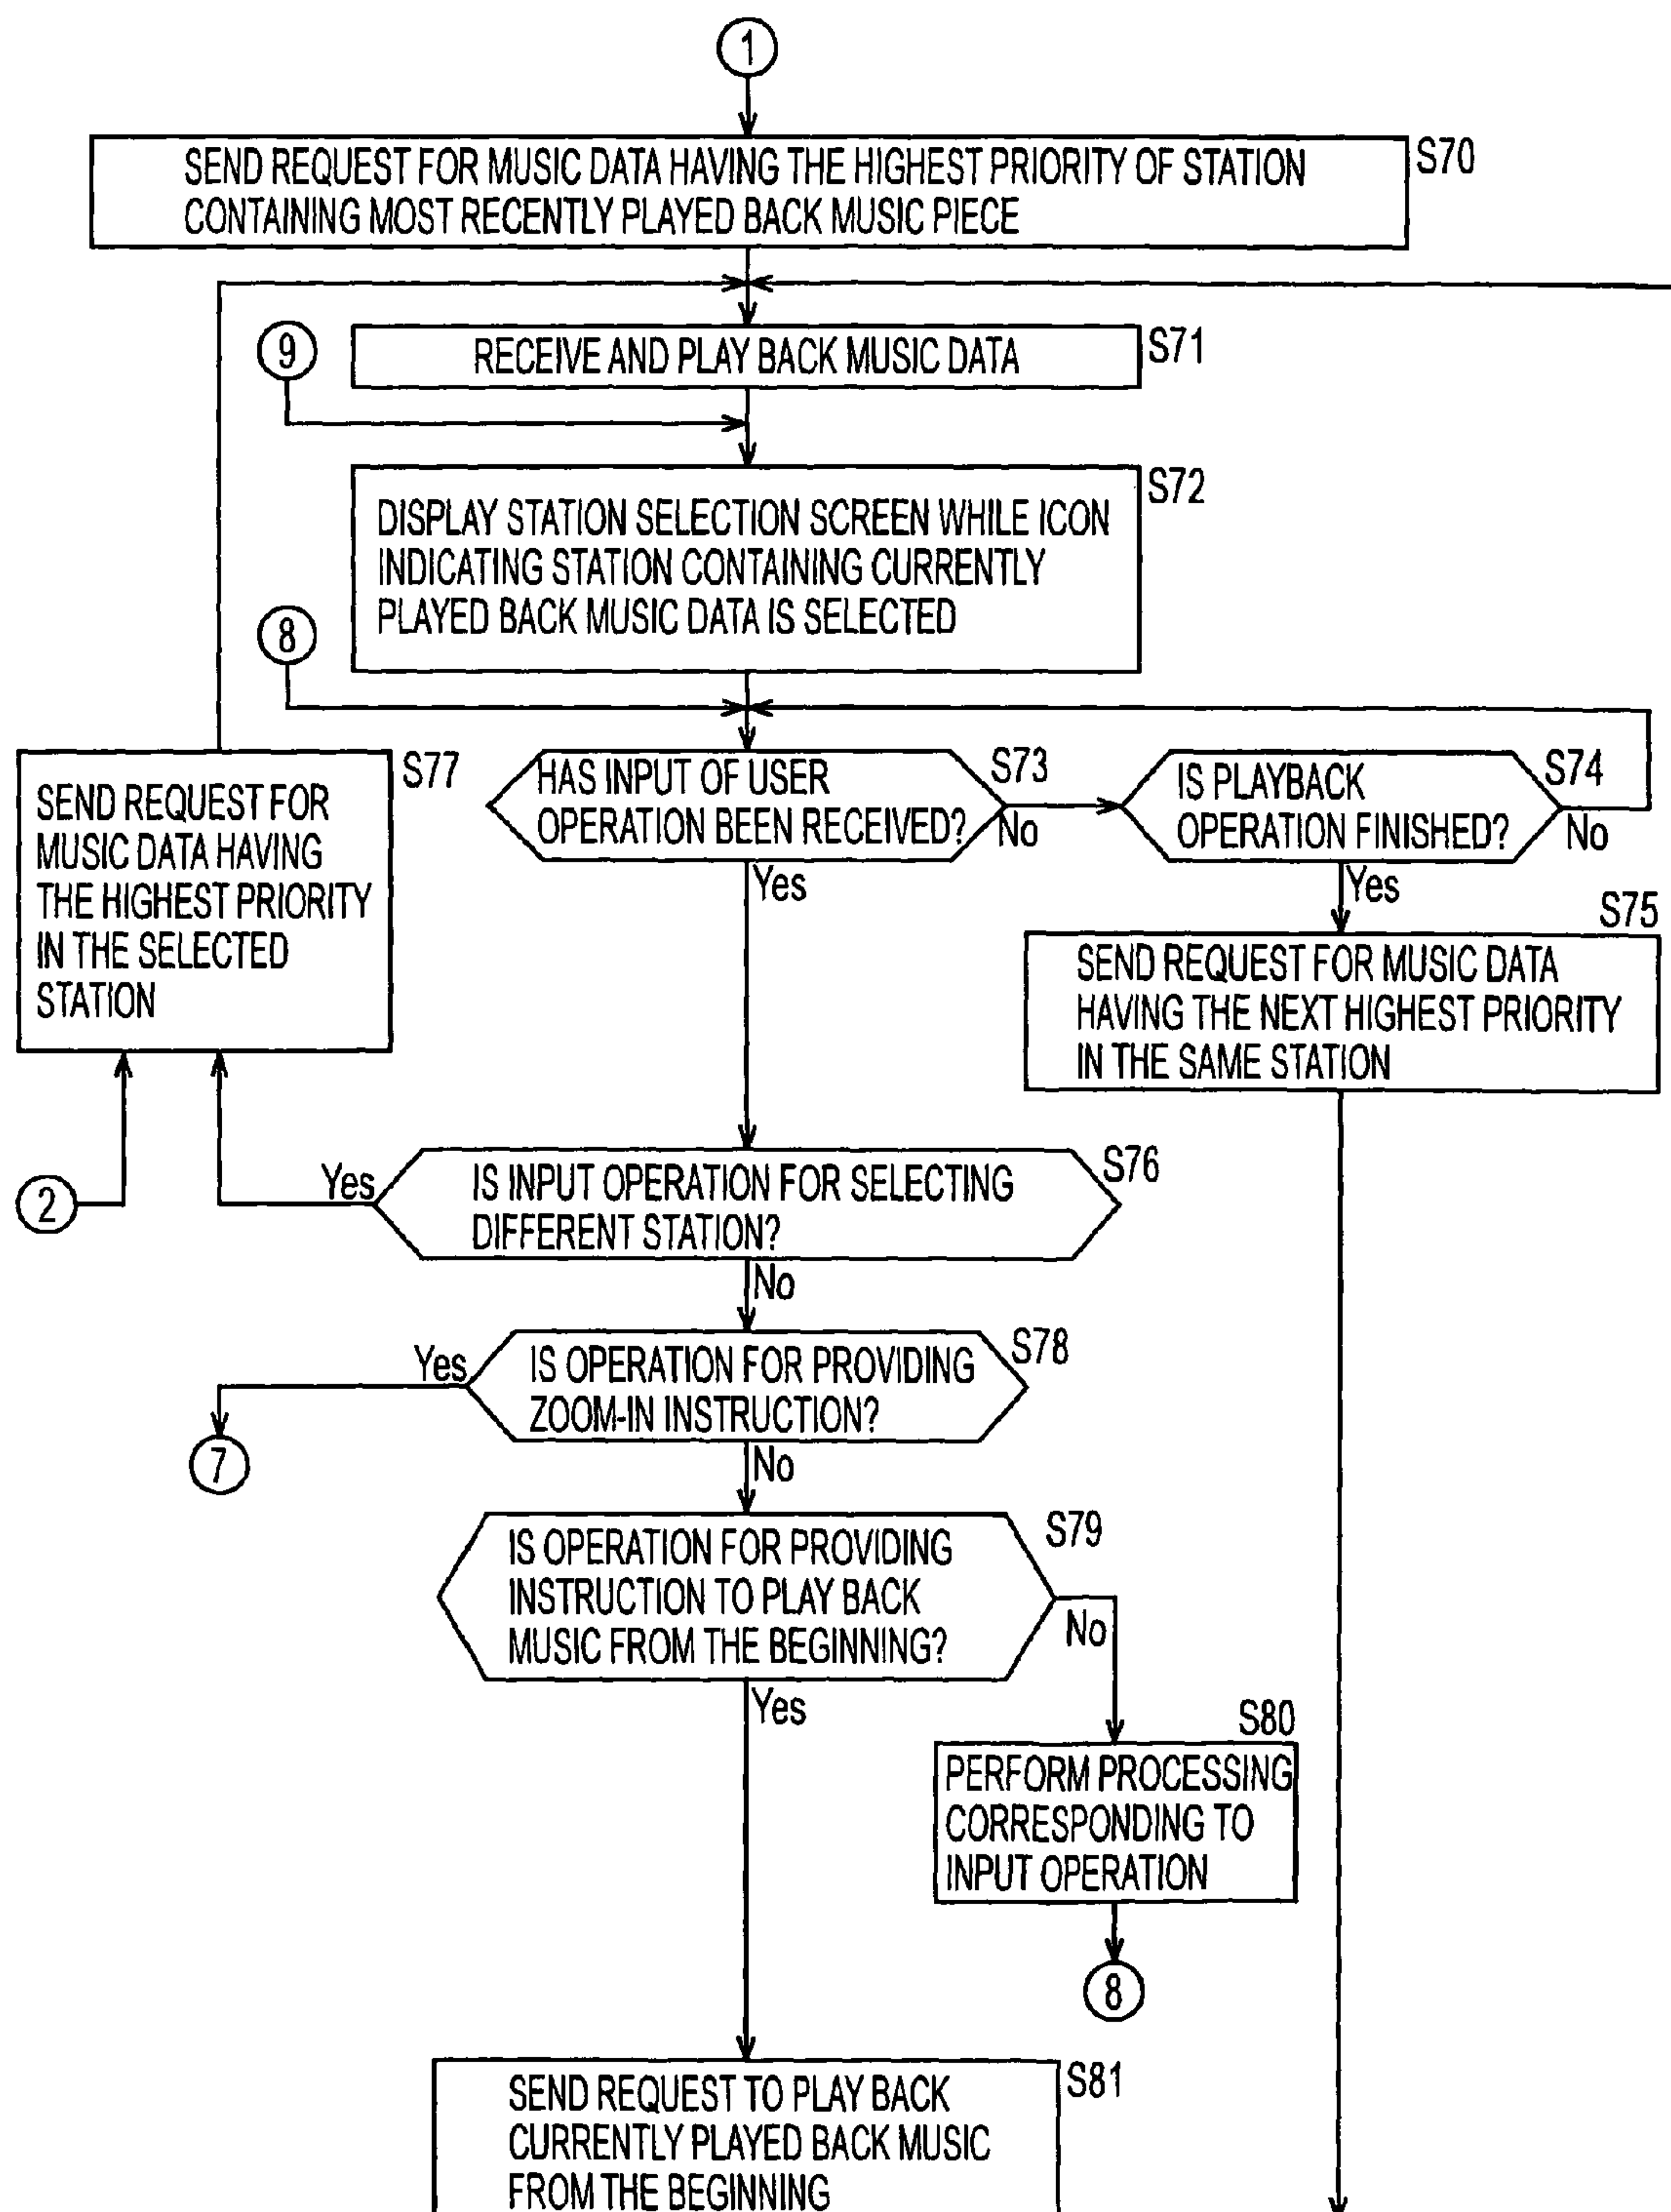 1
SEND REQUEST FOR MUSIC DATA HAVING THE HIGHEST PRIORITY OF STATION
CONTAINING MOST RECENTLY PLAYED BACK MUSIC PIECE
S70
9
RECEIVE AND PLAY BACK MUSIC DATA
S71
DISPLAY STATION SELECTION SCREEN WHILE ICON
INDICATING STATION CONTAINING CURRENTLY
PLAYED BACK MUSIC DATA IS SELECTED
S72
8
HAS INPUT OF USER
OPERATION BEEN RECEIVED?
S73
No
Yes
IS PLAYBACK
OPERATION FINISHED?
S74
No
Yes
S75
SEND REQUEST FOR MUSIC DATA
HAVING THE NEXT HIGHEST PRIORITY
IN THE SAME STATION
S77
SEND REQUEST FOR
MUSIC DATA HAVING
THE HIGHEST PRIORITY
IN THE SELECTED
STATION
2
Yes
IS INPUT OPERATION FOR SELECTING
DIFFERENT STATION?
S76
No
Yes
IS OPERATION FOR PROVIDING
ZOOM-IN INSTRUCTION?
S78
7
No
IS OPERATION FOR PROVIDING
INSTRUCTION TO PLAY BACK
MUSIC FROM THE BEGINNING?
S79
No
Yes
S80
PERFORM PROCESSING
CORRESPONDING TO
INPUT OPERATION
8
SEND REQUEST TO PLAY BACK
CURRENTLY PLAYED BACK MUSIC
FROM THE BEGINNING
S81